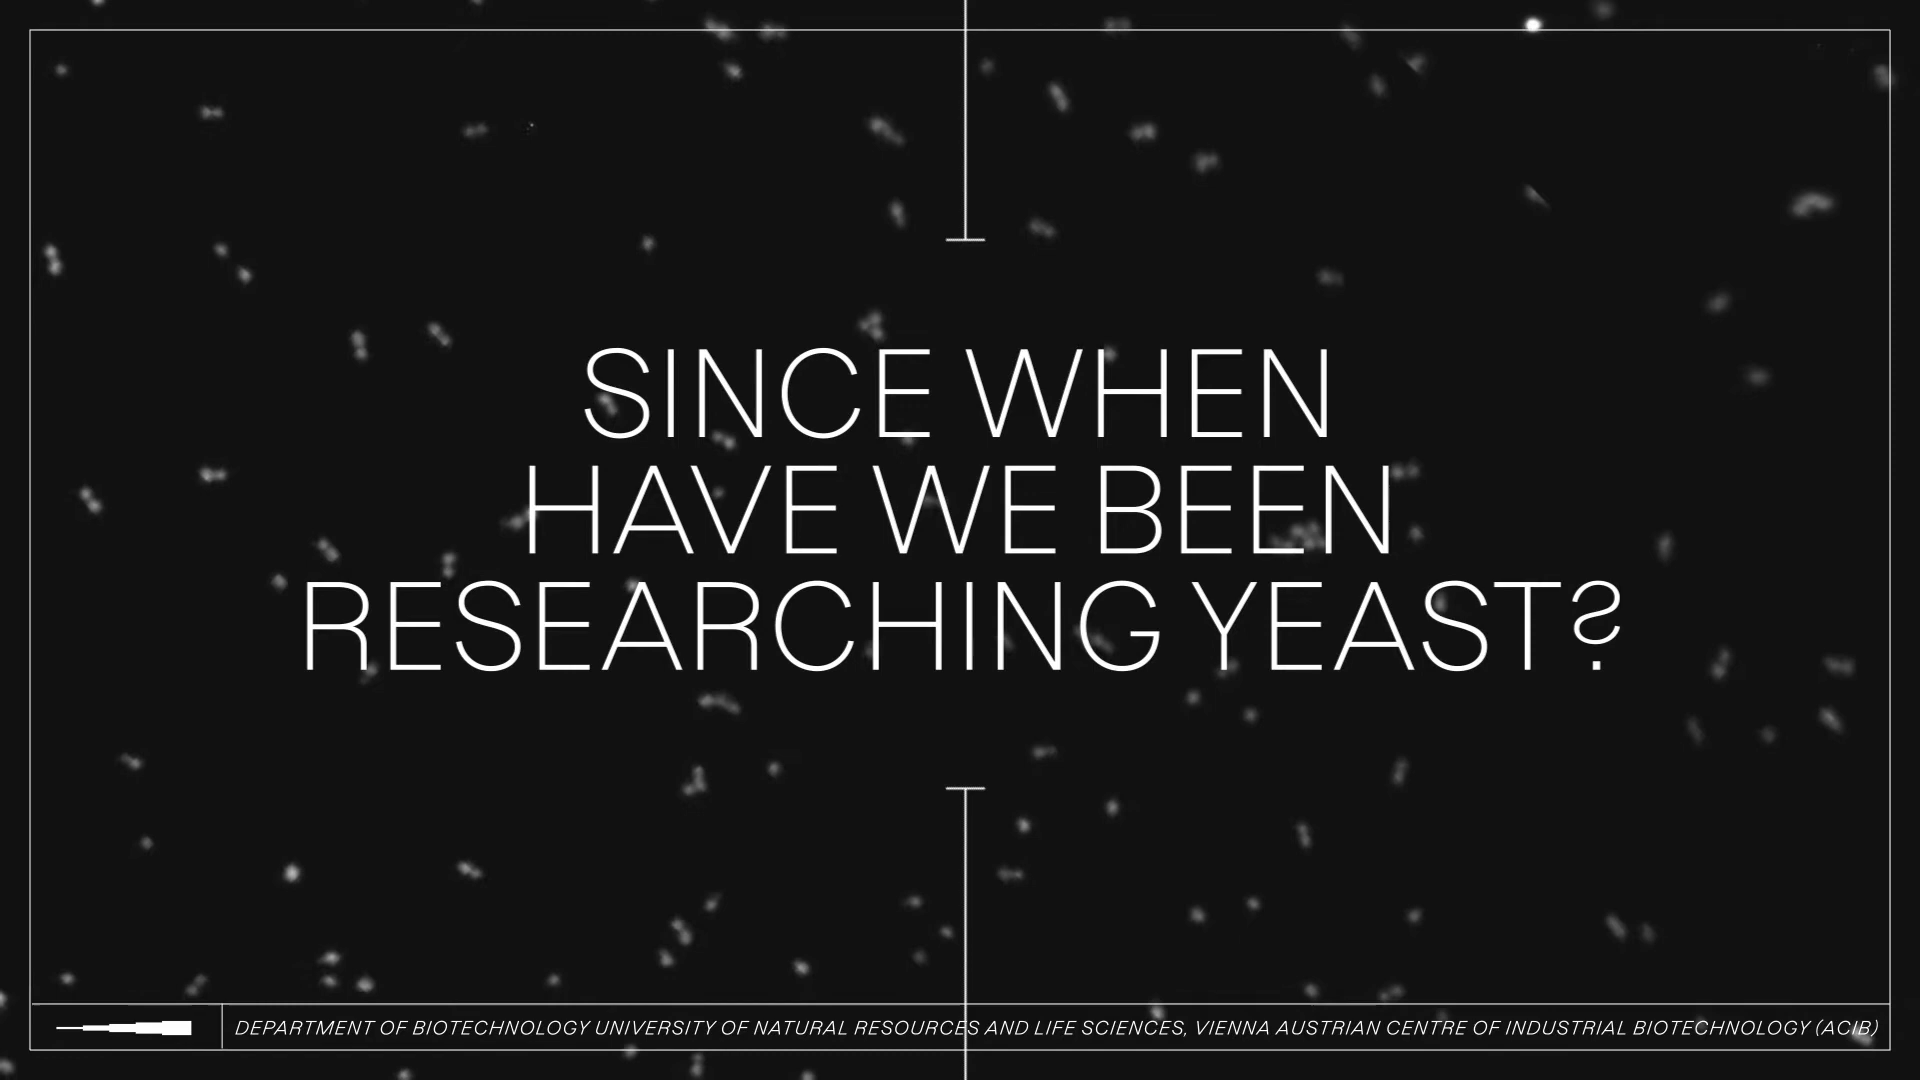 SINCE WHEN
HAVE WE BEEN
RESEARCHING YEAST?
DEPARTMENT OF BIOTECHNOLOGY UNIVERSITY OF NATURAL RESOURCES AND LIFE SCIENCES, VIENNA AUSTRIAN CENTRE OF INDUSTRIAL BIOTECHNOLOGY (ACIB)